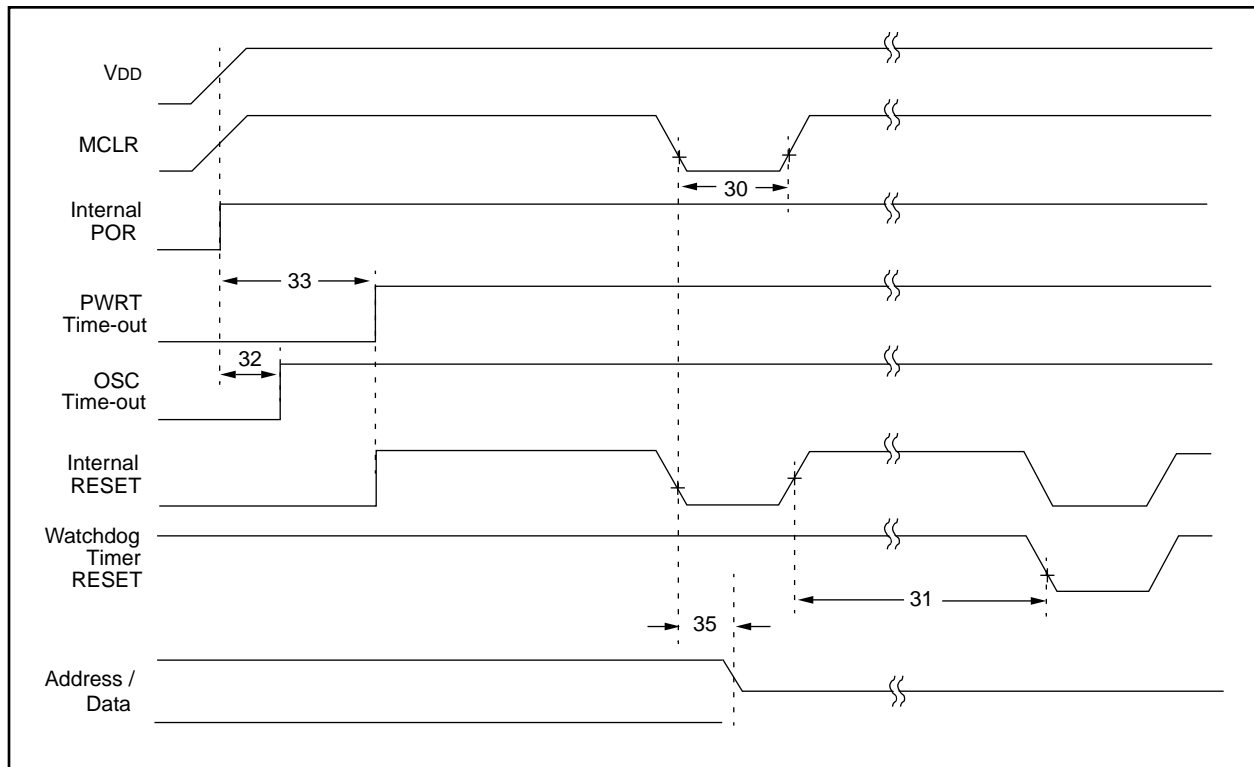 VDD
MCLR
30
Internal
POR
33
PWRT
Time-out
32
OSC
Time-out
Internal
RESET
Watchdog
Timer
RESET
31
35
Address /
Data